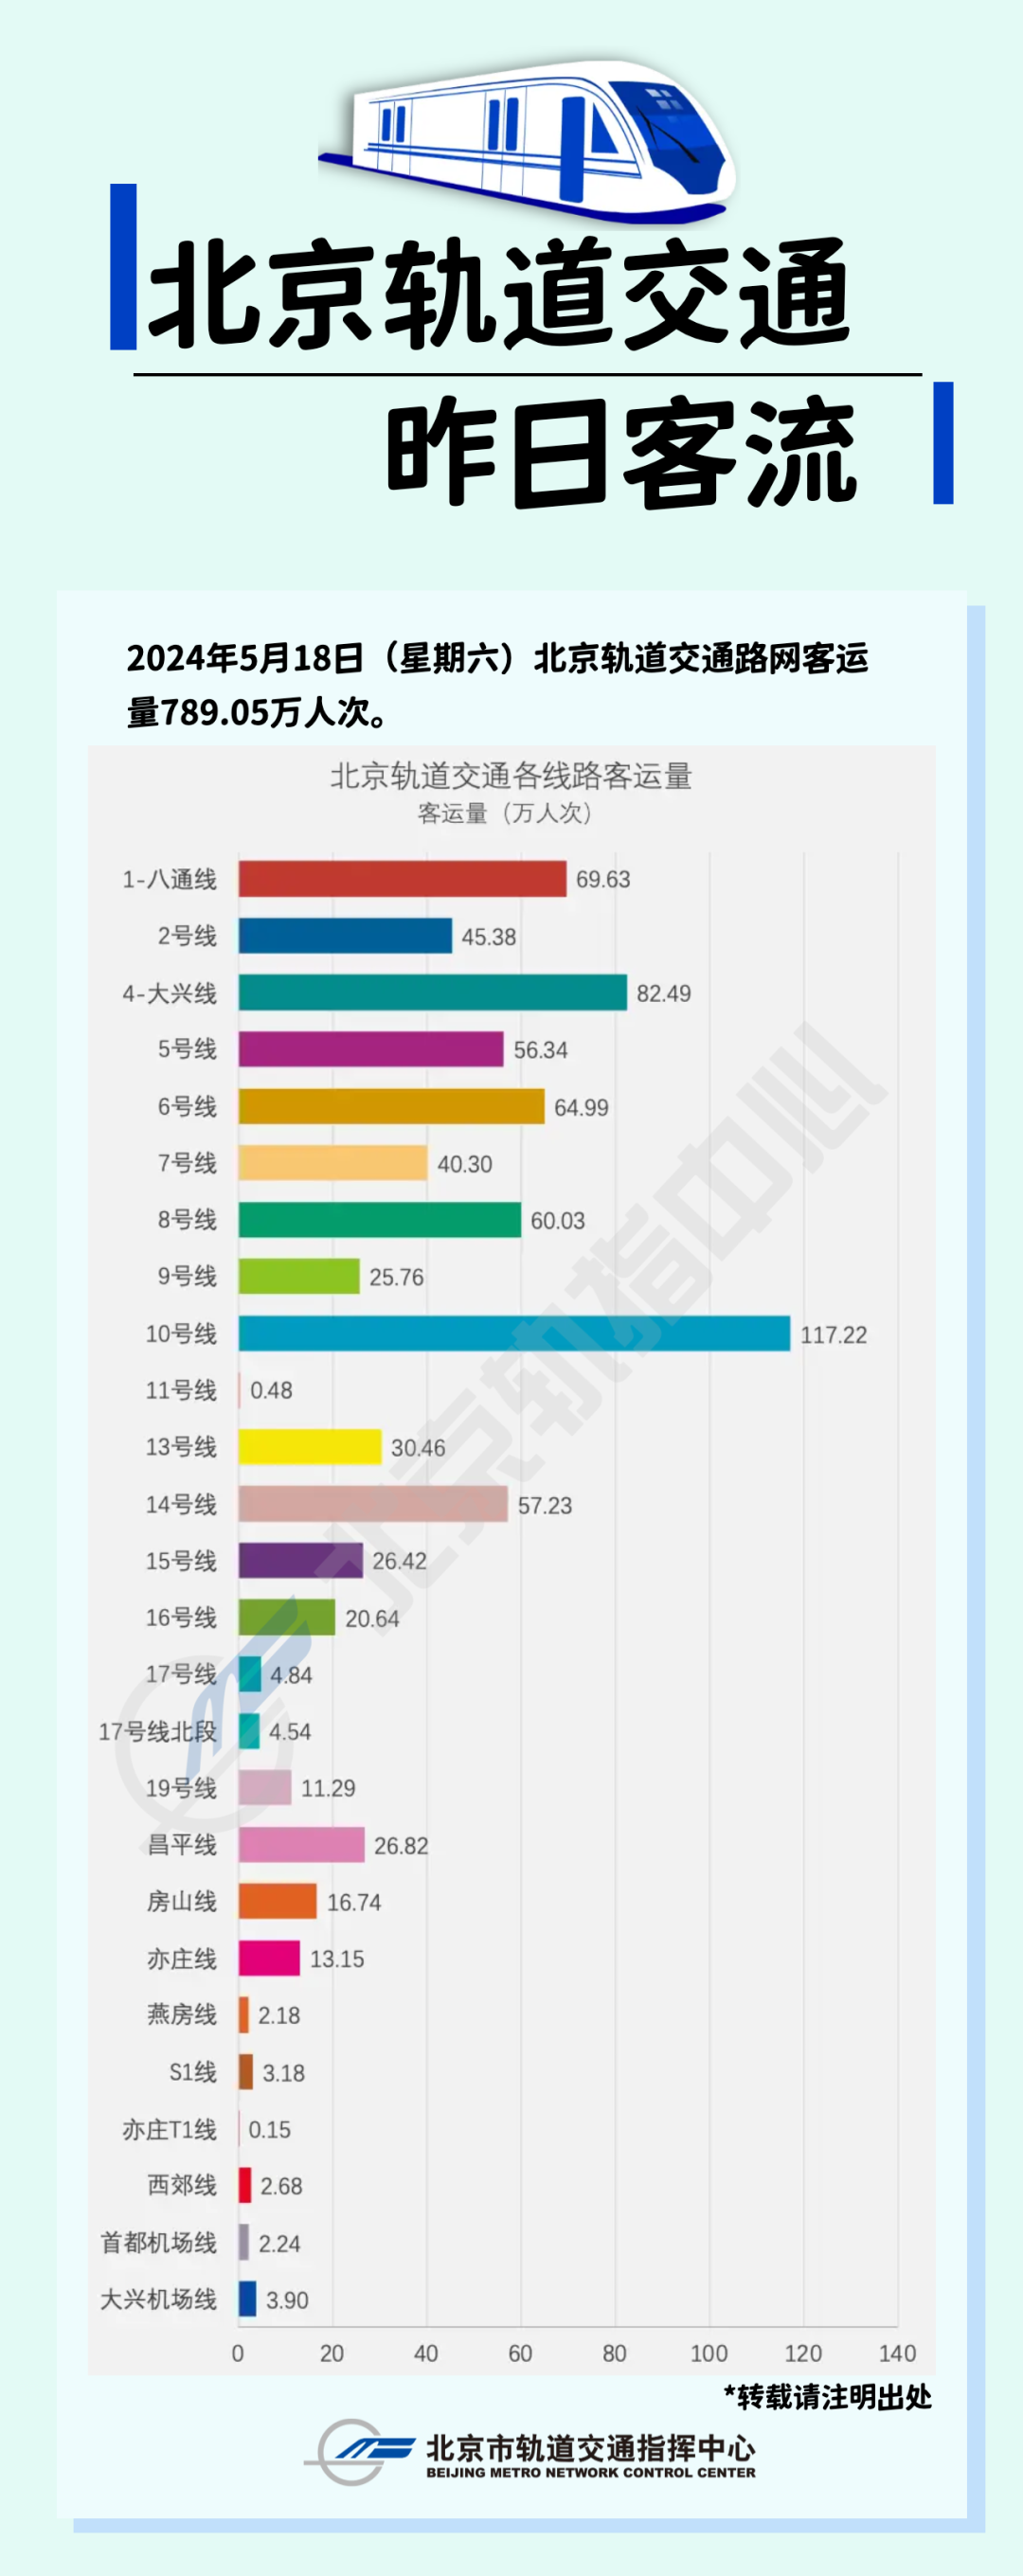 北京轨道交通
昨日客流
2024年5月18日（星期六）北京轨道交通路网客运
量789.05万人次。
北京轨道交通各线路客运量
客运量（万人次）
1-八通线 69.63
2号线 45.38
4-大兴线 82.49
5号线 56.34
6号线 64.99
7号线 40.30
8号线 60.03
9号线 25.76
10号线 117.22
11号线 0.48
13号线 30.46
14号线 57.23
15号线 26.42
16号线 20.64
17号线 4.84
17号线北段 4.54
19号线 11.29
昌平线 26.82
房山线 16.74
亦庄线 13.15
燕房线 2.18
S1线 3.18
亦庄T1线 0.15
西郊线 2.68
首都机场线 2.24
大兴机场线 3.90
0 20 40 60 80 100 120 140
北京轨指中心
*转载请注明出处
北京市轨道交通指挥中心
BEIJING METRO NETWORK CONTROL CENTER